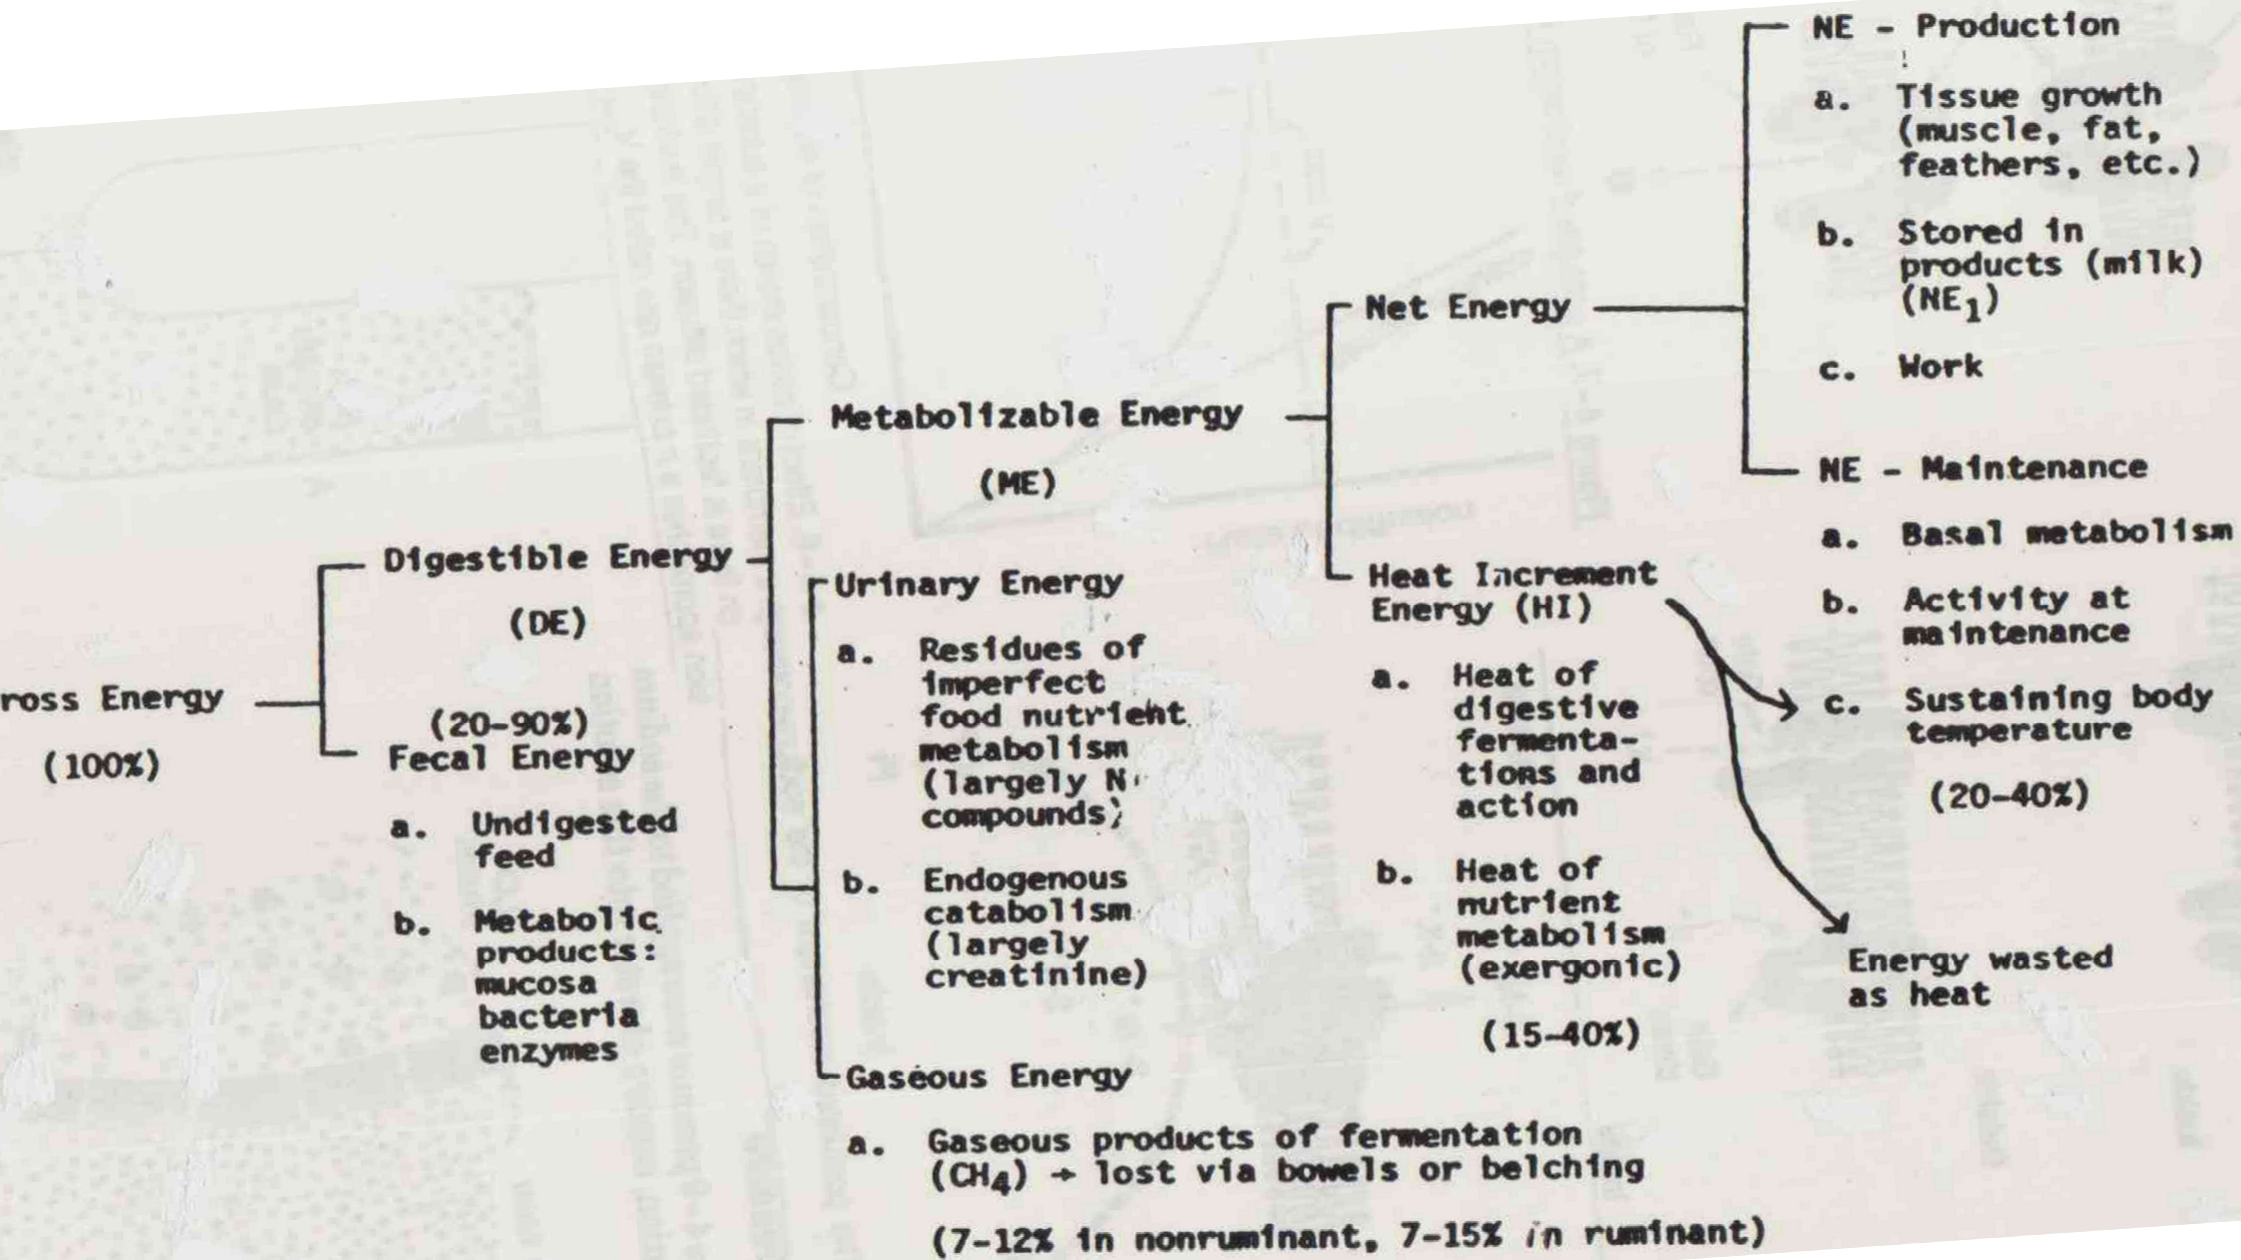 ross Energy
(100%)
Digestible Energy
(DE)
(20-90%)
Fecal Energy
a. Undigested
feed
b. Metabolic
products:
mucosa
bacteria
enzymes
Metabolizable Energy
(ME)
Urinary Energy
a. Residues of
imperfect
food nutrient
metabolism
(largely N
compounds)
b. Endogenous
catabolism
(largely
creatinine)
Gaseous Energy
a. Gaseous products of fermentation
(CH₄) → lost via bowels or belching
(7-12% in nonruminant, 7-15% in ruminant)
Net Energy
Heat Increment
Energy (HI)
a. Heat of
digestive
fermenta-
tions and
action
b. Heat of
nutrient
metabolism
(exergonic)
(15-40%)
NE - Production
a. Tissue growth
(muscle, fat,
feathers, etc.)
b. Stored in
products (milk)
(NE₁)
c. Work
NE - Maintenance
a. Basal metabolism
b. Activity at
maintenance
c. Sustaining body
temperature
(20-40%)
Energy wasted
as heat